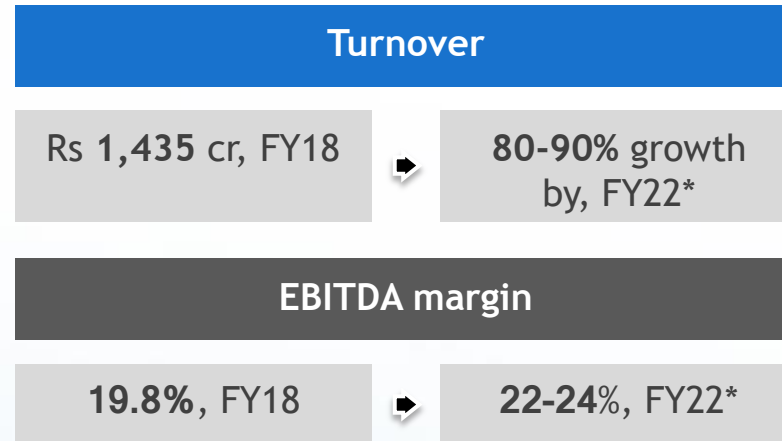 Turnover
Rs 1,435 cr, FY18
80-90% growth
by, FY22*
EBITDA margin
19.8%, FY18
22-24%, FY22*